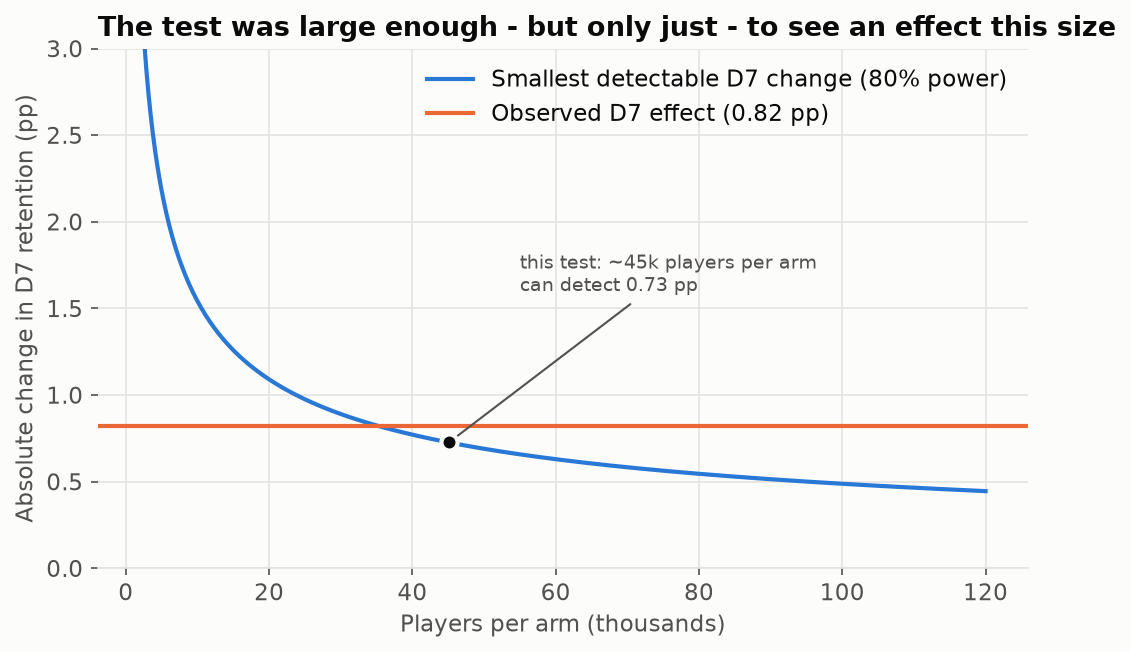 The test was large enough - but only just - to see an effect this size
Smallest detectable D7 change (80% power)
Observed D7 effect (0.82 pp)
this test: ~45k players per arm
can detect 0.73 pp
Absolute change in D7 retention (pp)
3.0
2.5
2.0
1.5
1.0
0.5
0.0
0 20 40 60 80 100 120
Players per arm (thousands)